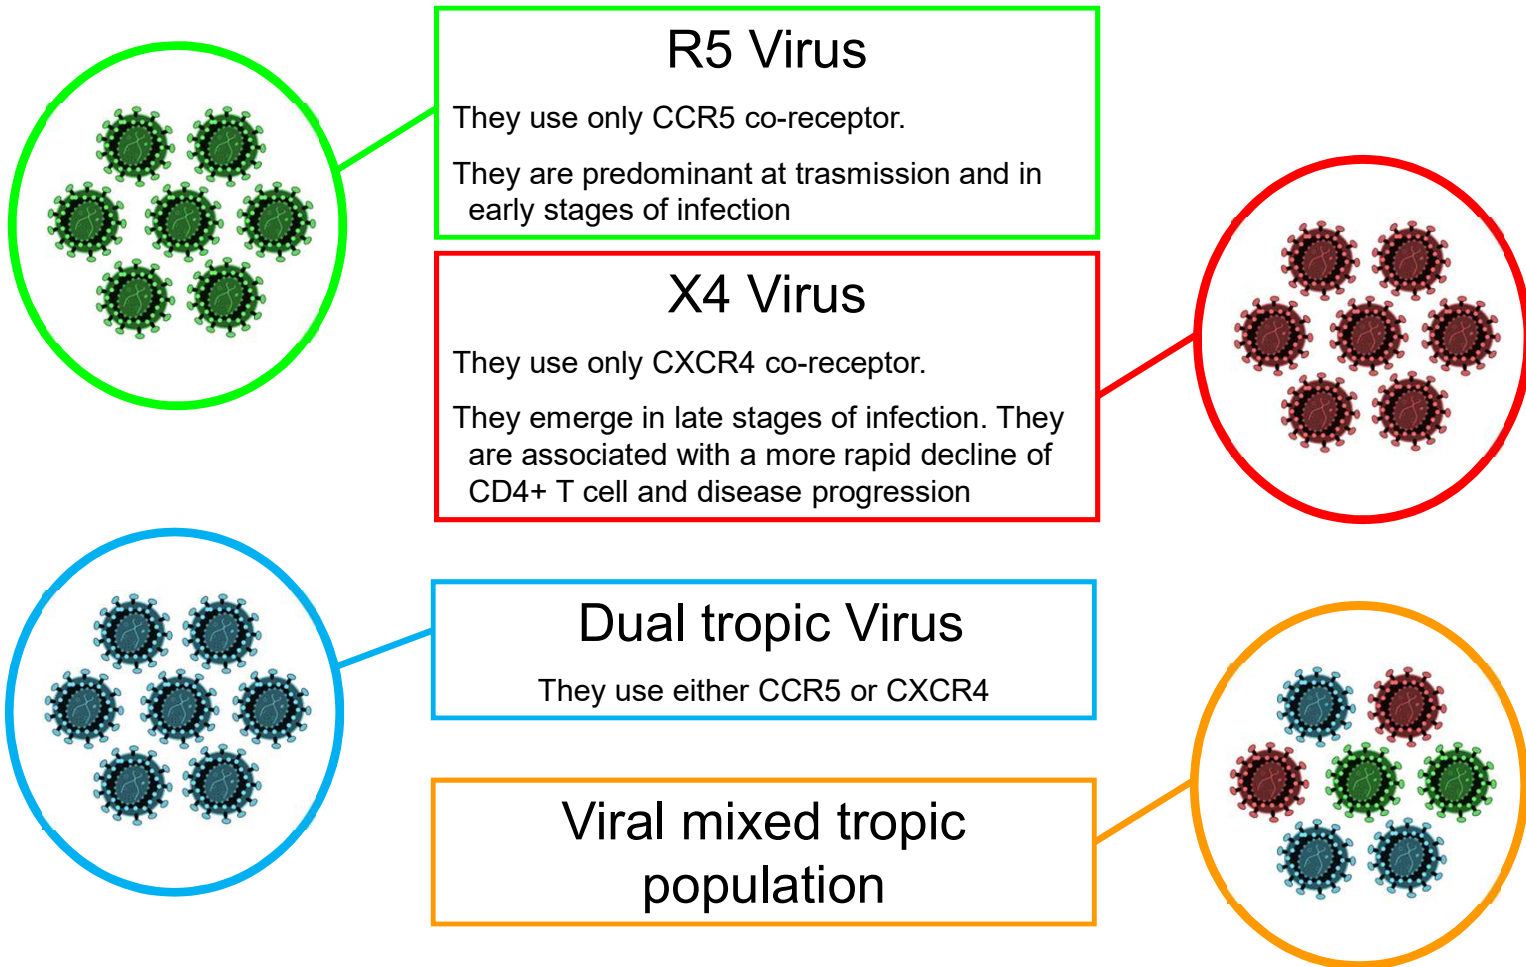 R5 Virus
They use only CCR5 co-receptor.
They are predominant at trasmission and in
early stages of infection
X4 Virus
They use only CXCR4 co-receptor.
They emerge in late stages of infection. They
are associated with a more rapid decline of
CD4+ T cell and disease progression
Dual tropic Virus
They use either CCR5 or CXCR4
Viral mixed tropic
population